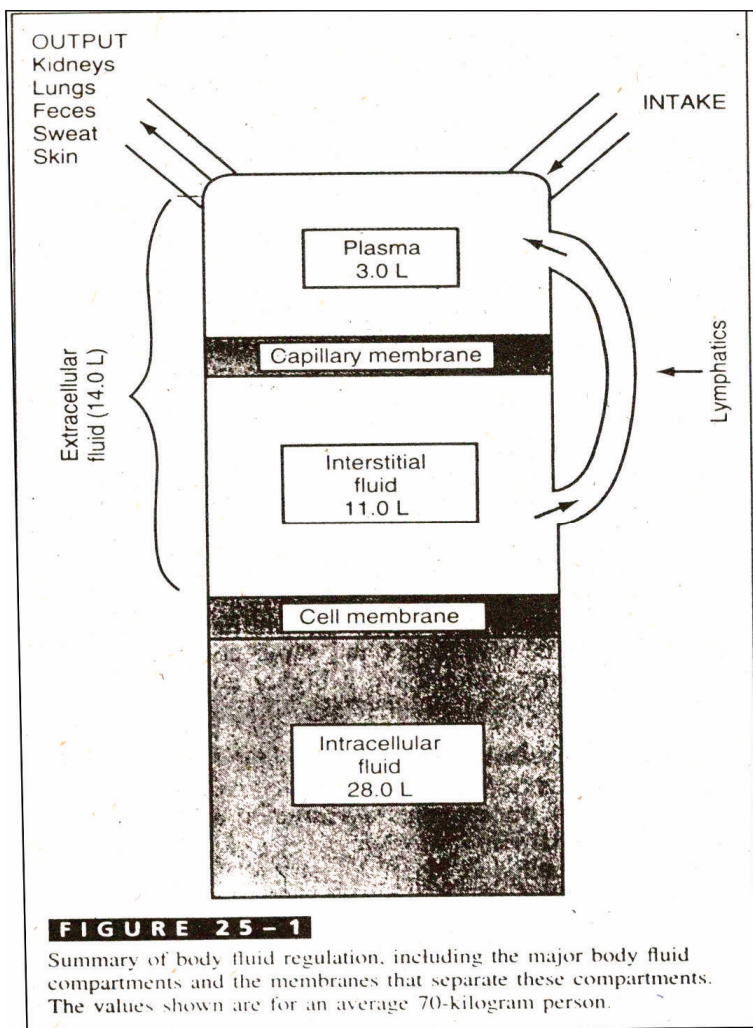 OUTPUT
Kidneys
Lungs
Feces
Sweat
Skin
INTAKE
Plasma
3.0 L
Capillary membrane
Extracellular
fluid (14.0 L)
Lymphatics
Interstitial
fluid
11.0 L
Cell membrane
Intracellular
fluid
28.0 L
FIGURE 25-1
Summary of body fluid regulation, including the major body fluid
compartments and the membranes that separate these compartments.
The values shown are for an average 70-kilogram person.